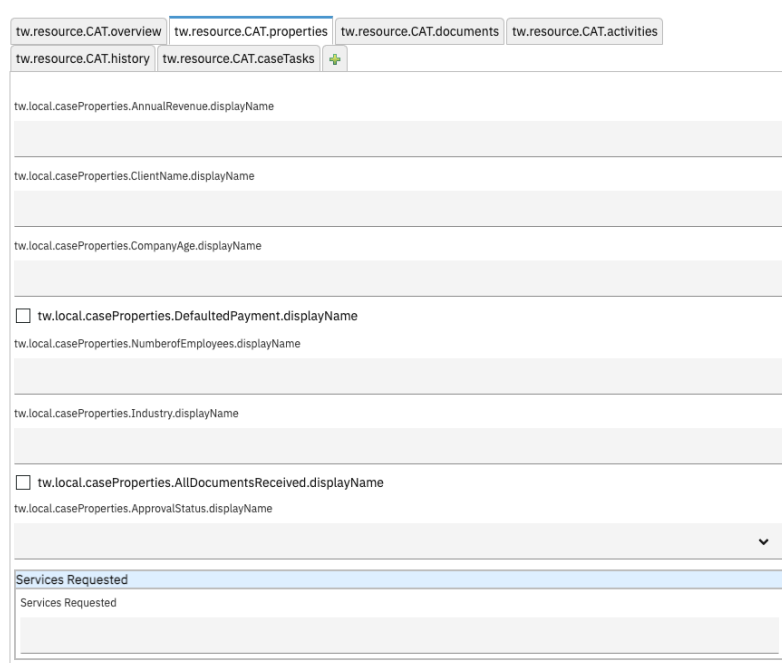 tw.resource.CAT.overview tw.resource.CAT.properties tw.resource.CAT.documents tw.resource.CAT.activities
tw.resource.CAT.history tw.resource.CAT.caseTasks
tw.local.caseProperties.AnnualRevenue.displayName
tw.local.caseProperties.ClientName.displayName
tw.local.caseProperties.CompanyAge.displayName
tw.local.caseProperties.DefaultedPayment.displayName
tw.local.caseProperties.NumberofEmployees.displayName
tw.local.caseProperties.Industry.displayName
tw.local.caseProperties.AllDocumentsReceived.displayName
tw.local.caseProperties.ApprovalStatus.displayName
Services Requested
Services Requested